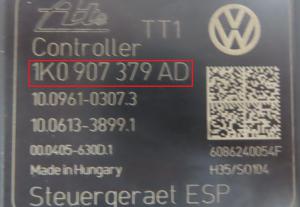 Ate TT1
Controller
1K0 907 379 AD
10.0961-0307.3
10.0613-3899.1
00.0405-630D.1 6086240054F
Made in Hungary H35/SO104
Steuergeraet ESP